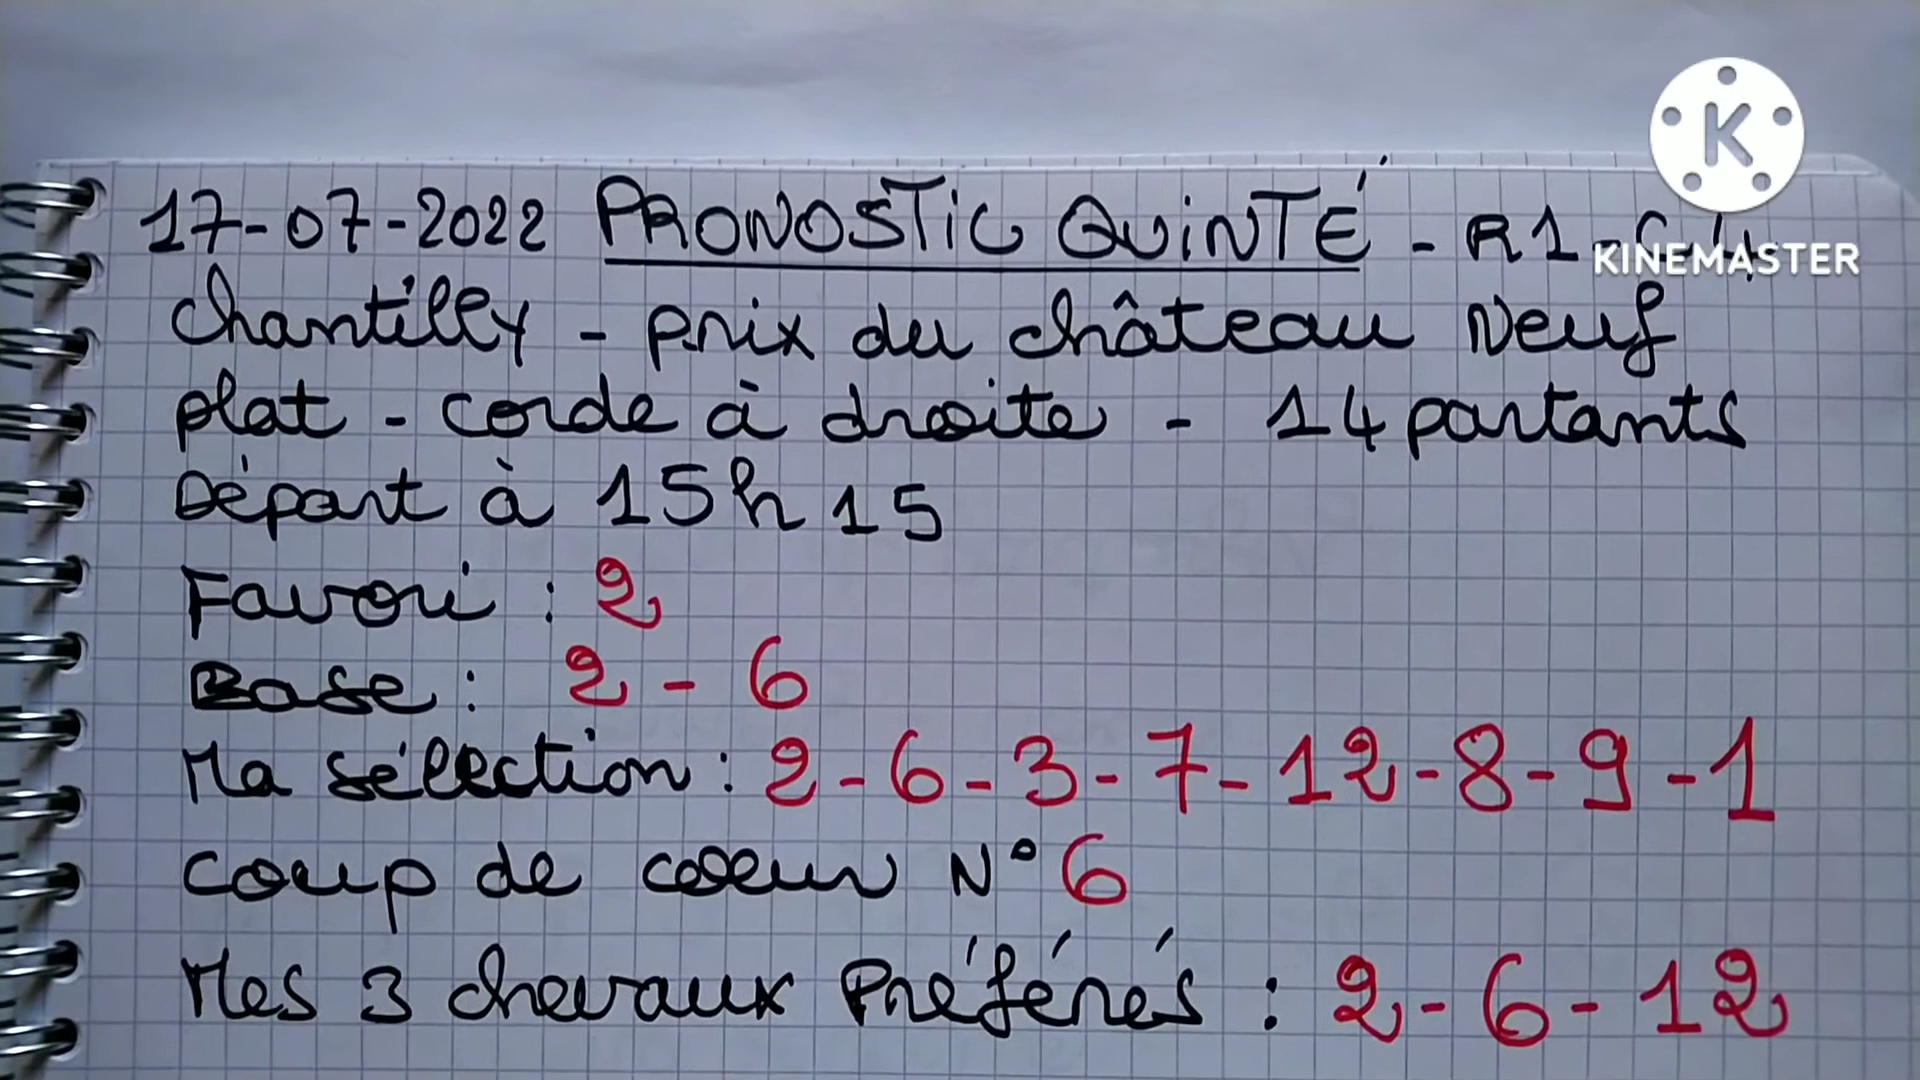 17-07-2022 PRONOSTIC QUINTÉ - R1 -
KINEMASTER
chantilly - prix du château Neuf
plat - corde à droite - 14 partants
Départ à 15h15
Favori : 2
Base : 2 - 6
Ma sélection : 2 - 6 - 3 - 7 - 12 - 8 - 9 - 1
coup de coeur N° 6
Mes 3 chevaux Préférés : 2 - 6 - 12